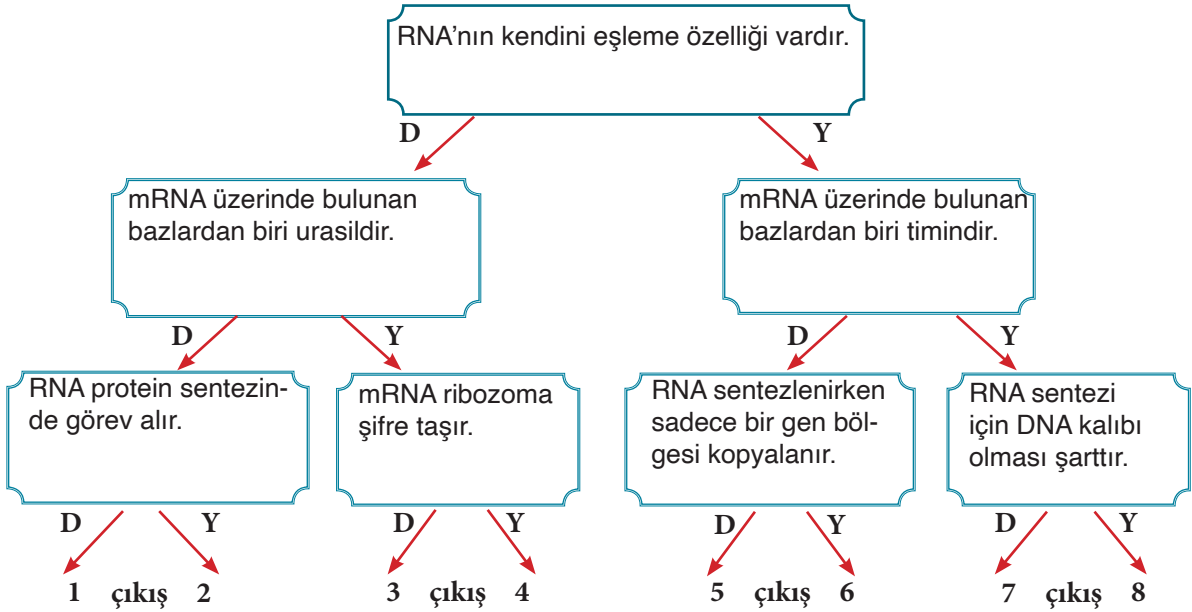 RNA’nın kendini eşleme özelliği vardır.
D Y
mRNA üzerinde bulunan
bazlardan biri urasildir.
mRNA üzerinde bulunan
bazlardan biri timindir.
D Y D Y
RNA protein sentezin-
de görev alır.
mRNA ribozoma
şifre taşır.
RNA sentezlenirken
sadece bir gen böl-
gesi kopyalanır.
RNA sentezi
için DNA kalıbı
olması şarttır.
D Y D Y D Y D Y
1 çıkış 2 3 çıkış 4 5 çıkış 6 7 çıkış 8